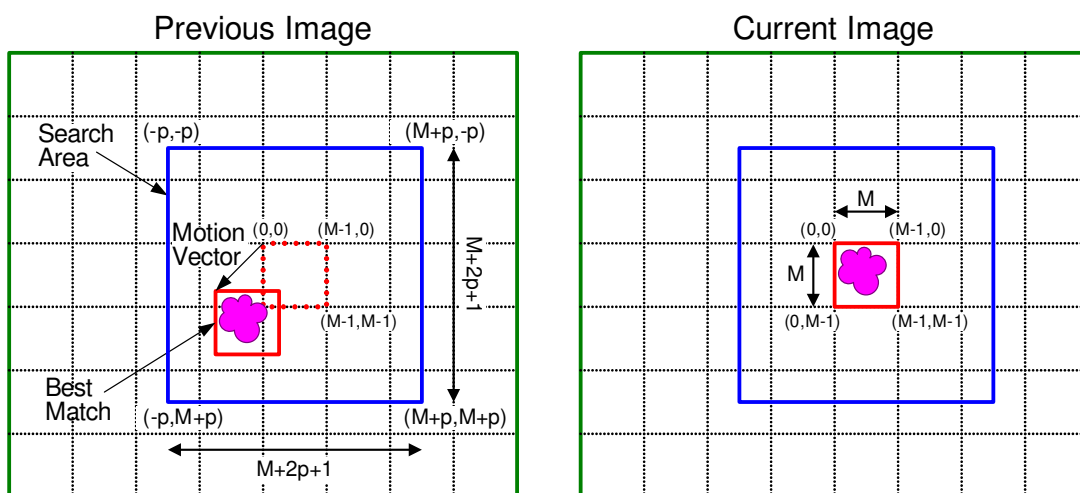 Previous Image
Search
Area
(-p,-p)
(M+p,-p)
Motion
Vector
(0,0)
(M-1,0)
M+2p+1
(M-1,M-1)
Best
Match
(-p,M+p)
(M+p,M+p)
M+2p+1
Current Image
M
(0,0)
(M-1,0)
M
(0,M-1)
(M-1,M-1)